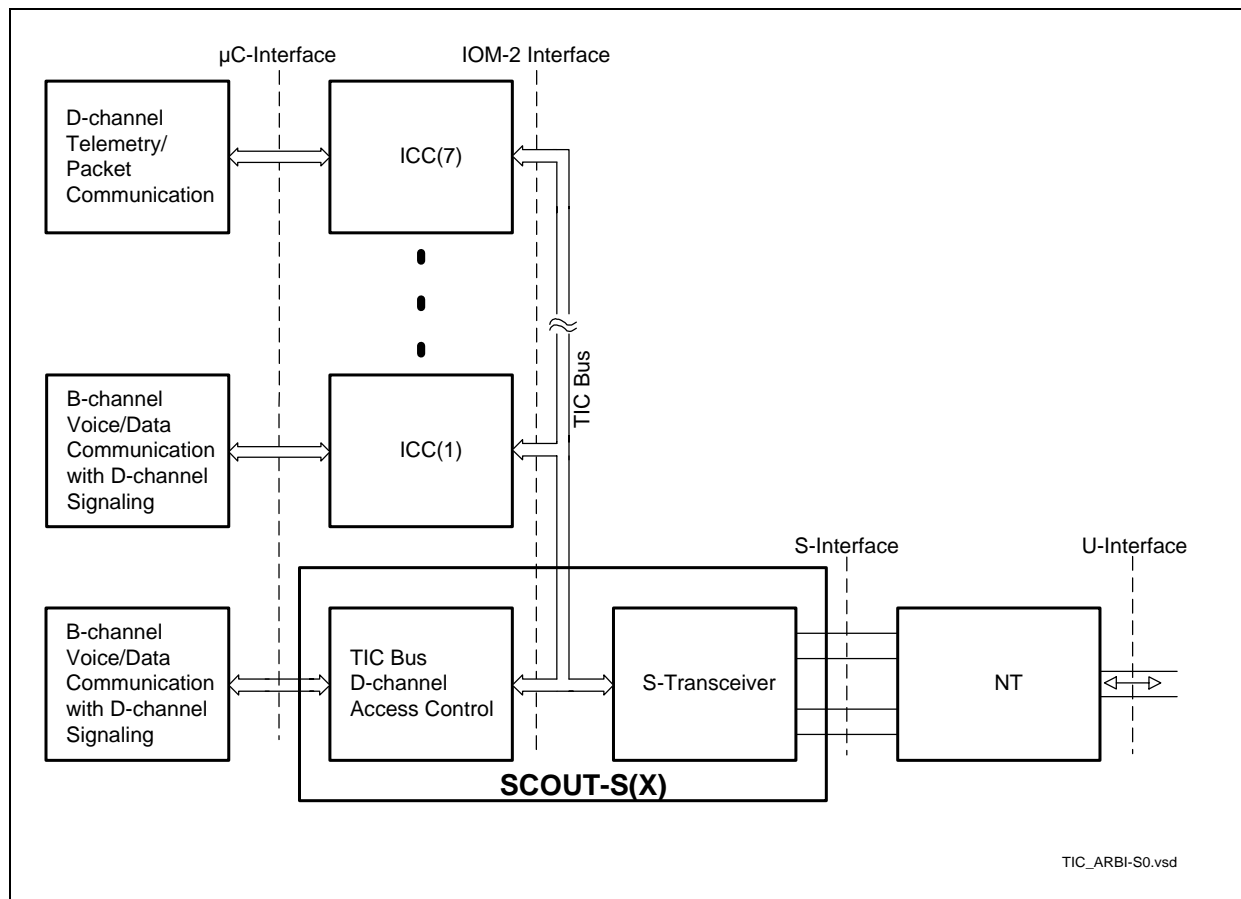 µC-Interface
IOM-2 Interface
D-channel
Telemetry/
Packet
Communication
ICC(7)
TIC Bus
B-channel
Voice/Data
Communication
with D-channel
Signaling
ICC(1)
S-Interface
U-Interface
B-channel
Voice/Data
Communication
with D-channel
Signaling
TIC Bus
D-channel
Access Control
S-Transceiver
NT
SCOUT-S(X)
TIC_ARBI-S0.vsd